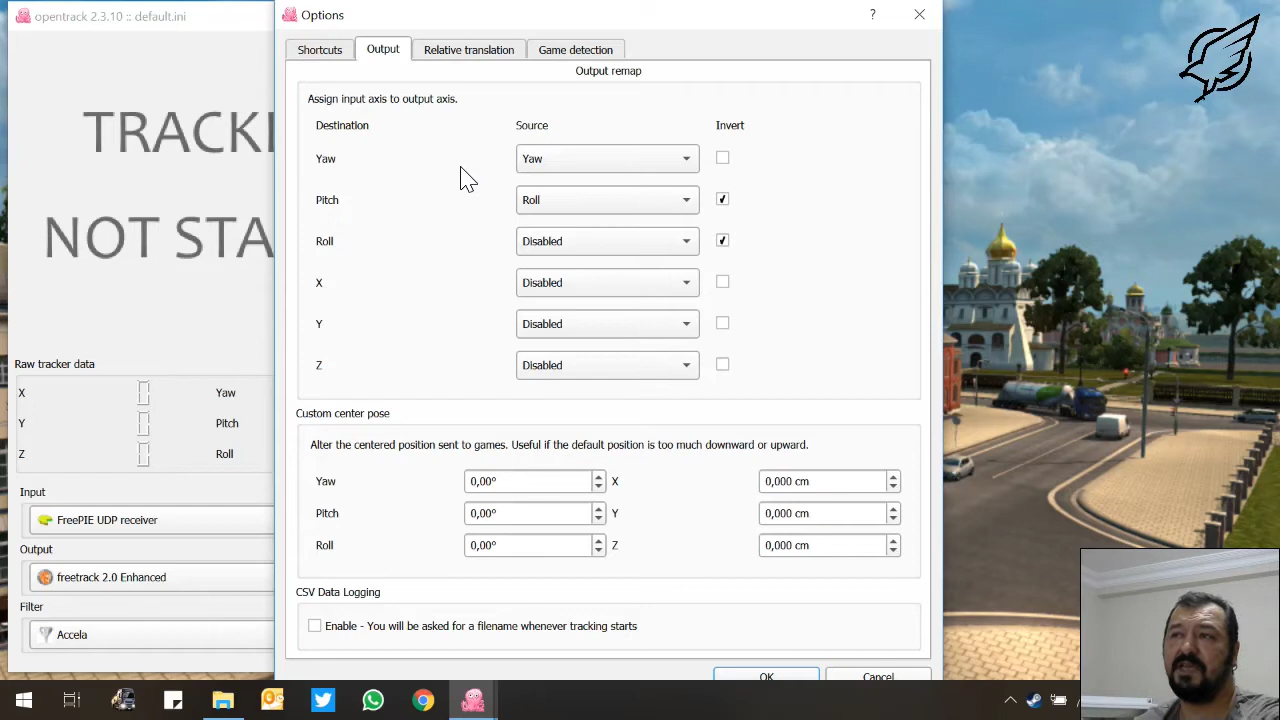 opentrack 2.3.10 :: default.ini
TRACKI
NOT STA
Raw tracker data
X Yaw
Y Pitch
Z Roll
Input
FreePIE UDP receiver
Output
freetrack 2.0 Enhanced
Filter
Accela
Options
?
Shortcuts Output Relative translation Game detection
Output remap
Assign input axis to output axis.
Destination Source Invert
Yaw Yaw
Pitch Roll
Roll Disabled
X Disabled
Y Disabled
Z Disabled
Custom center pose
Alter the centered position sent to games. Useful if the default position is too much downward or upward.
Yaw 0,00° X 0,000 cm
Pitch 0,00° Y 0,000 cm
Roll 0,00° Z 0,000 cm
CSV Data Logging
Enable - You will be asked for a filename whenever tracking starts
OK Cancel